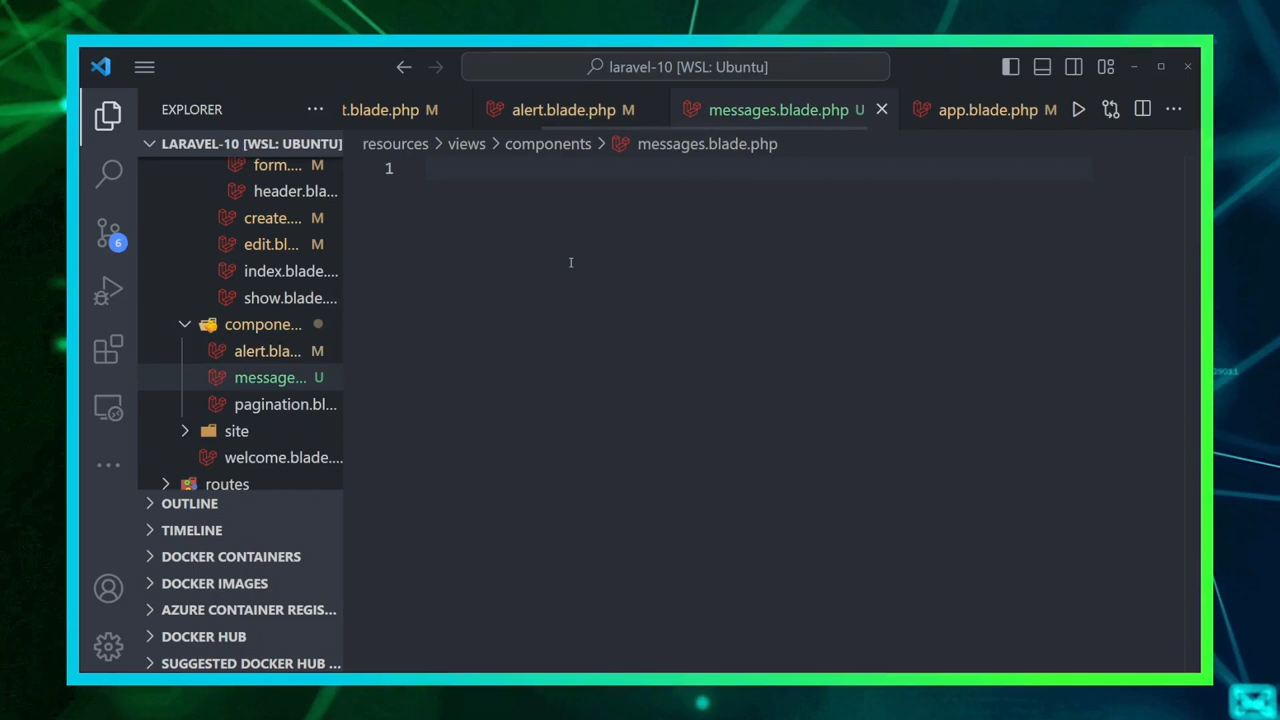 laravel-10 [WSL: Ubuntu]
EXPLORER
t.blade.php M
alert.blade.php M
messages.blade.php U
app.blade.php M
LARAVEL-10 [WSL: UBUNTU]
resources > views > components > messages.blade.php
1
form.... M
header.bla...
create.... M
edit.bl... M
index.blade....
show.blade....
compone...
alert.bla... M
message... U
pagination.bl...
site
welcome.blade....
routes
6
OUTLINE
TIMELINE
DOCKER CONTAINERS
DOCKER IMAGES
AZURE CONTAINER REGIS...
DOCKER HUB
SUGGESTED DOCKER HUB ...